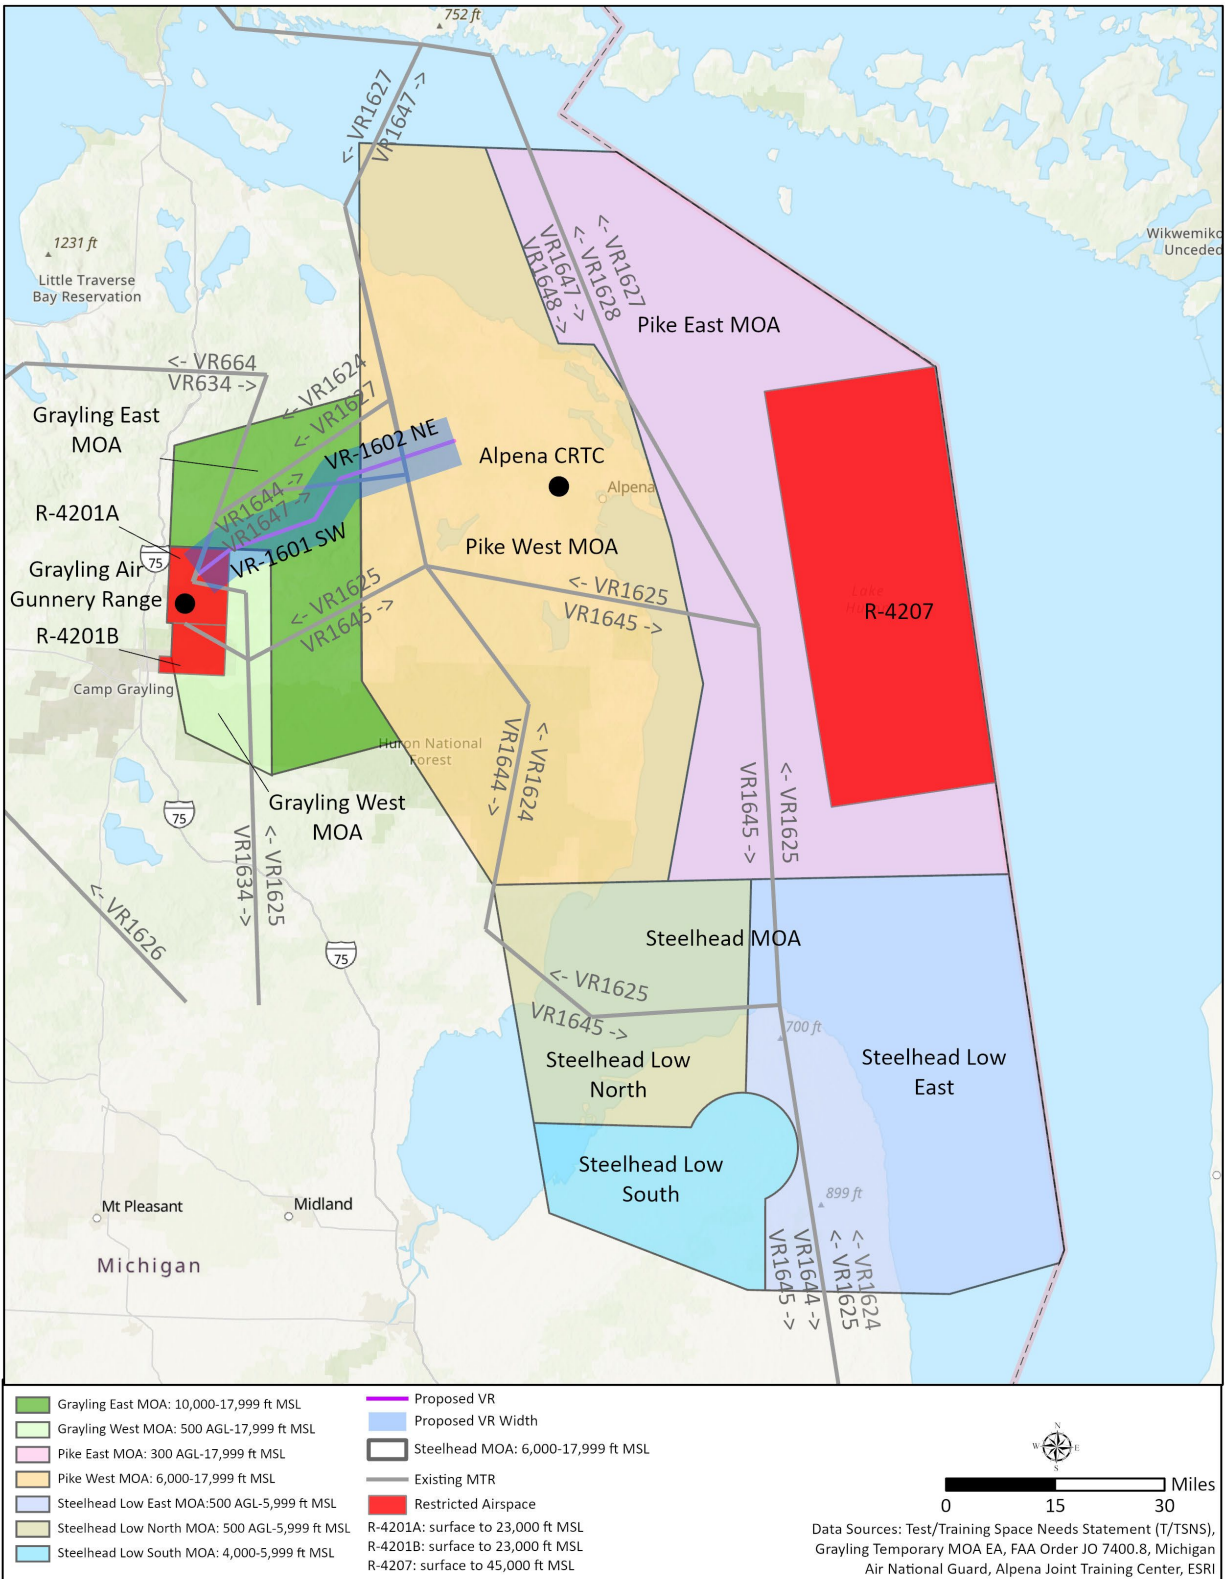 752 ft
<- VR1627
VR1647 ->
1231 ft
Little Traverse
Bay Reservation
Wikwemiko
Unceded
<- VR1627
<- VR1628
VR1647 ->
VR1648 ->
Pike East MOA
<- VR664
VR634 ->
<- VR1624
<- VR1627
Grayling East
MOA
VR-1602 NE
Alpena CRTC
Alpena
VR1644 ->
VR1647 ->
R-4201A
VR-1601 SW
Pike West MOA
75
Grayling Air
Gunnery Range
<- VR1625
VR1645 ->
<- VR1625
VR1645 ->
Lake
R-4207
R-4201B
Camp Grayling
Huron National
Forest
VR1644 ->
<- VR1624
VR1645 ->
<- VR1625
Grayling West
MOA
75
VR1634 ->
<- VR1625
<- VR1626
75
Steelhead MOA
<- VR1625
VR1645 ->
700 ft
Steelhead Low
North
Steelhead Low
East
Steelhead Low
South
899 ft
Mt Pleasant
Midland
Michigan
VR1645 ->
VR1644 ->
<- VR1625
<- VR1624
Grayling East MOA: 10,000-17,999 ft MSL
Grayling West MOA: 500 AGL-17,999 ft MSL
Pike East MOA: 300 AGL-17,999 ft MSL
Pike West MOA: 6,000-17,999 ft MSL
Steelhead Low East MOA:500 AGL-5,999 ft MSL
Steelhead Low North MOA: 500 AGL-5,999 ft MSL
Steelhead Low South MOA: 4,000-5,999 ft MSL
Proposed VR
Proposed VR Width
Steelhead MOA: 6,000-17,999 ft MSL
Existing MTR
Restricted Airspace
R-4201A: surface to 23,000 ft MSL
R-4201B: surface to 23,000 ft MSL
R-4207: surface to 45,000 ft MSL
N
W
E
S
Miles
0 15 30
Data Sources: Test/Training Space Needs Statement (T/TSNS),
Grayling Temporary MOA EA, FAA Order JO 7400.8, Michigan
Air National Guard, Alpena Joint Training Center, ESRI